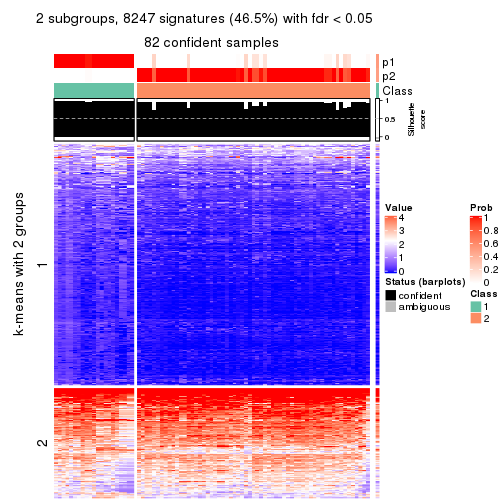 2 subgroups, 8247 signatures (46.5%) with fdr < 0.05
82 confident samples
p1
p2
Class
1
0.5
0
Silhouette
score
k-means with 2 groups
1
2
Value
4
3
2
1
0
Status (barplots)
confident
ambiguous
Prob
1
0.8
0.6
0.4
0.2
0
Class
1
2